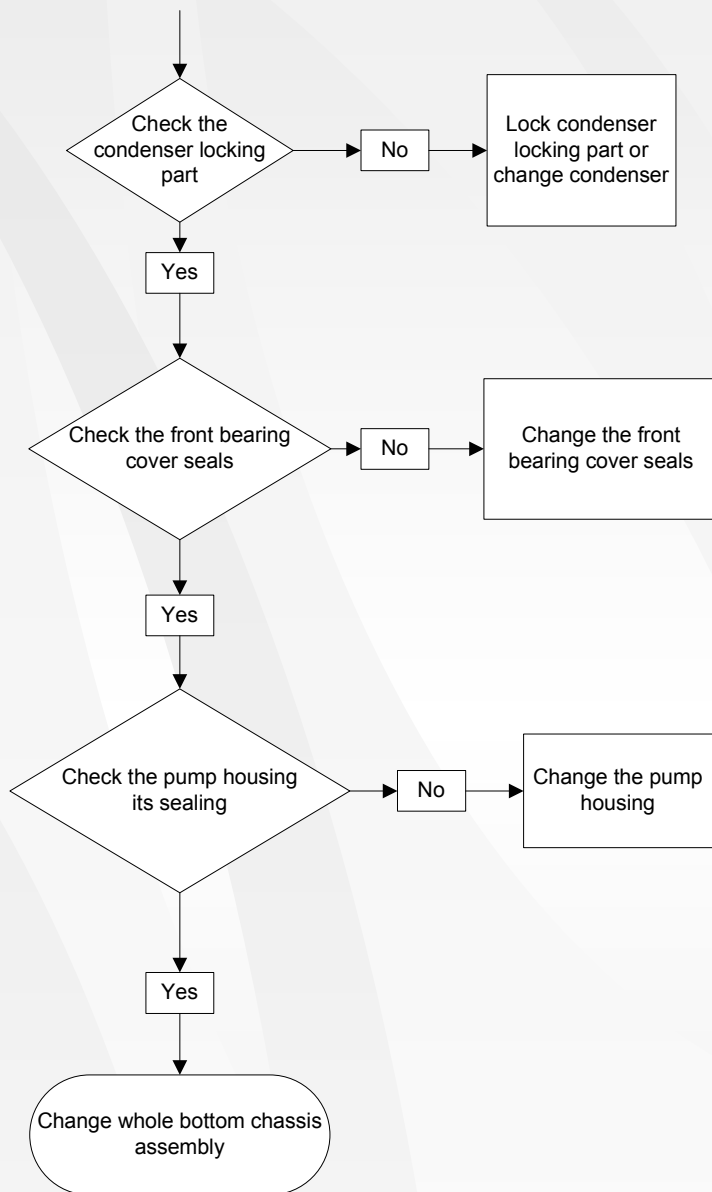 Check the
condenser locking
part
No
Lock condenser
locking part or
change condenser
Yes
Check the front bearing
cover seals
No
Change the front
bearing cover seals
Yes
Check the pump housing
its sealing
No
Change the pump
housing
Yes
Change whole bottom chassis
assembly